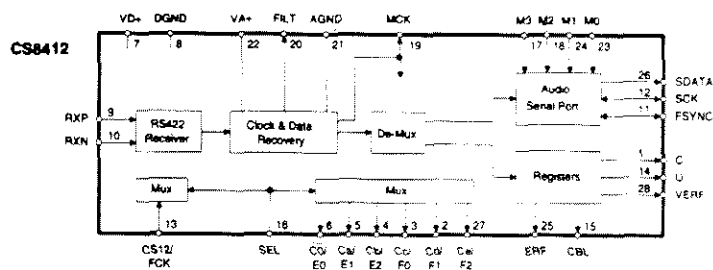 VD+ DGND VA+ FILT AGND MCK M3 M2 M1 M0
7 8 22 20 21 19 17 18 24 23
CS8412
RXP 9
RXN 10
RS422 Receiver
Clock & Data Recovery
De-Mux
Audio Serial Port
26 SDATA
12 SCK
11 FSYNC
Mux
Mux
Registers
1 C
14 U
28 VERF
13 16 6 5 4 3 2 27 25 15
CS12/ SEL C0/ Ca/ Cb/ Cc/ Cd/ Ce/ ERF CBL
FCK E0 E1 E2 F0 F1 F2